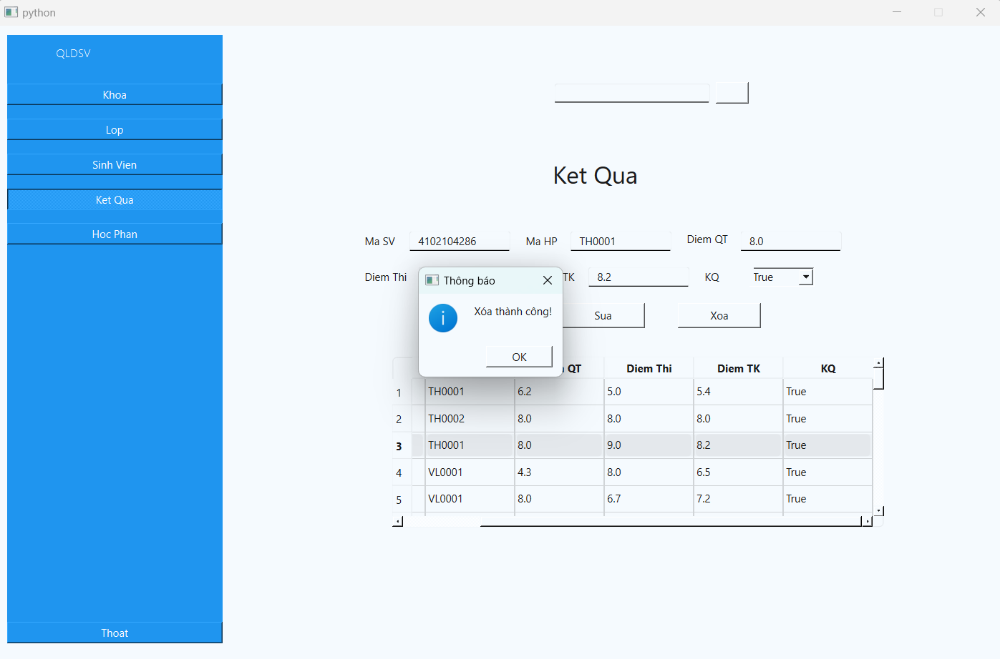 python
QLDSV
Khoa
Lop
Sinh Vien
Ket Qua
Hoc Phan
Thoat
Ket Qua
Ma SV 4102104286 Ma HP TH0001 Diem QT 8.0
Diem Thi TK 8.2 KQ True
Sua Xoa
Thông báo
Xóa thành công!
OK
QT Diem Thi Diem TK KQ
1 TH0001 6.2 5.0 5.4 True
2 TH0002 8.0 8.0 8.0 True
3 TH0001 8.0 9.0 8.2 True
4 VL0001 4.3 8.0 6.5 True
5 VL0001 8.0 6.7 7.2 True